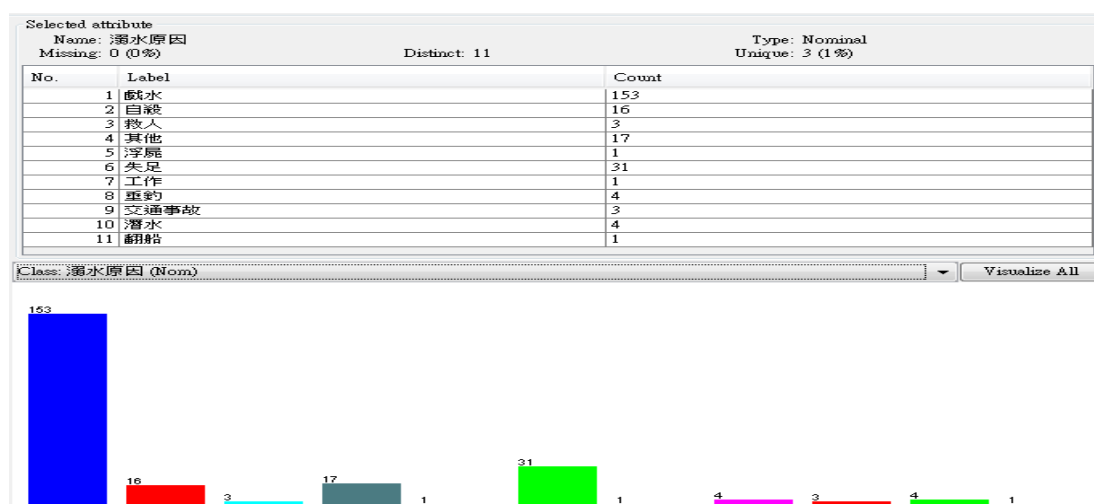 Selected attribute
Name: 溺水原因 Type: Nominal
Missing: 0 (0%) Distinct: 11 Unique: 3 (1%)
No. Label Count
1 戲水 153
2 自殺 16
3 救人 3
4 其他 17
5 浮屍 1
6 失足 31
7 工作 1
8 垂釣 4
9 交通事故 3
10 潛水 4
11 翻船 1
Class: 溺水原因 (Nom) Visualize All
153
31
16 3 17 1 1 4 3 4 1